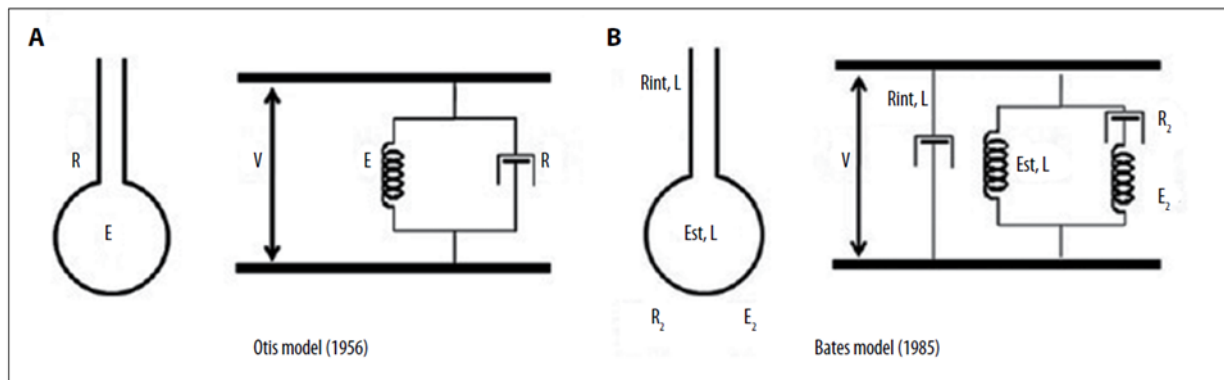 A
R
E
V
E
R
Otis model (1956)
B
Rint, L
Est, L
R₂ E₂
V
Rint, L
Est, L
R₂
E₂
Bates model (1985)